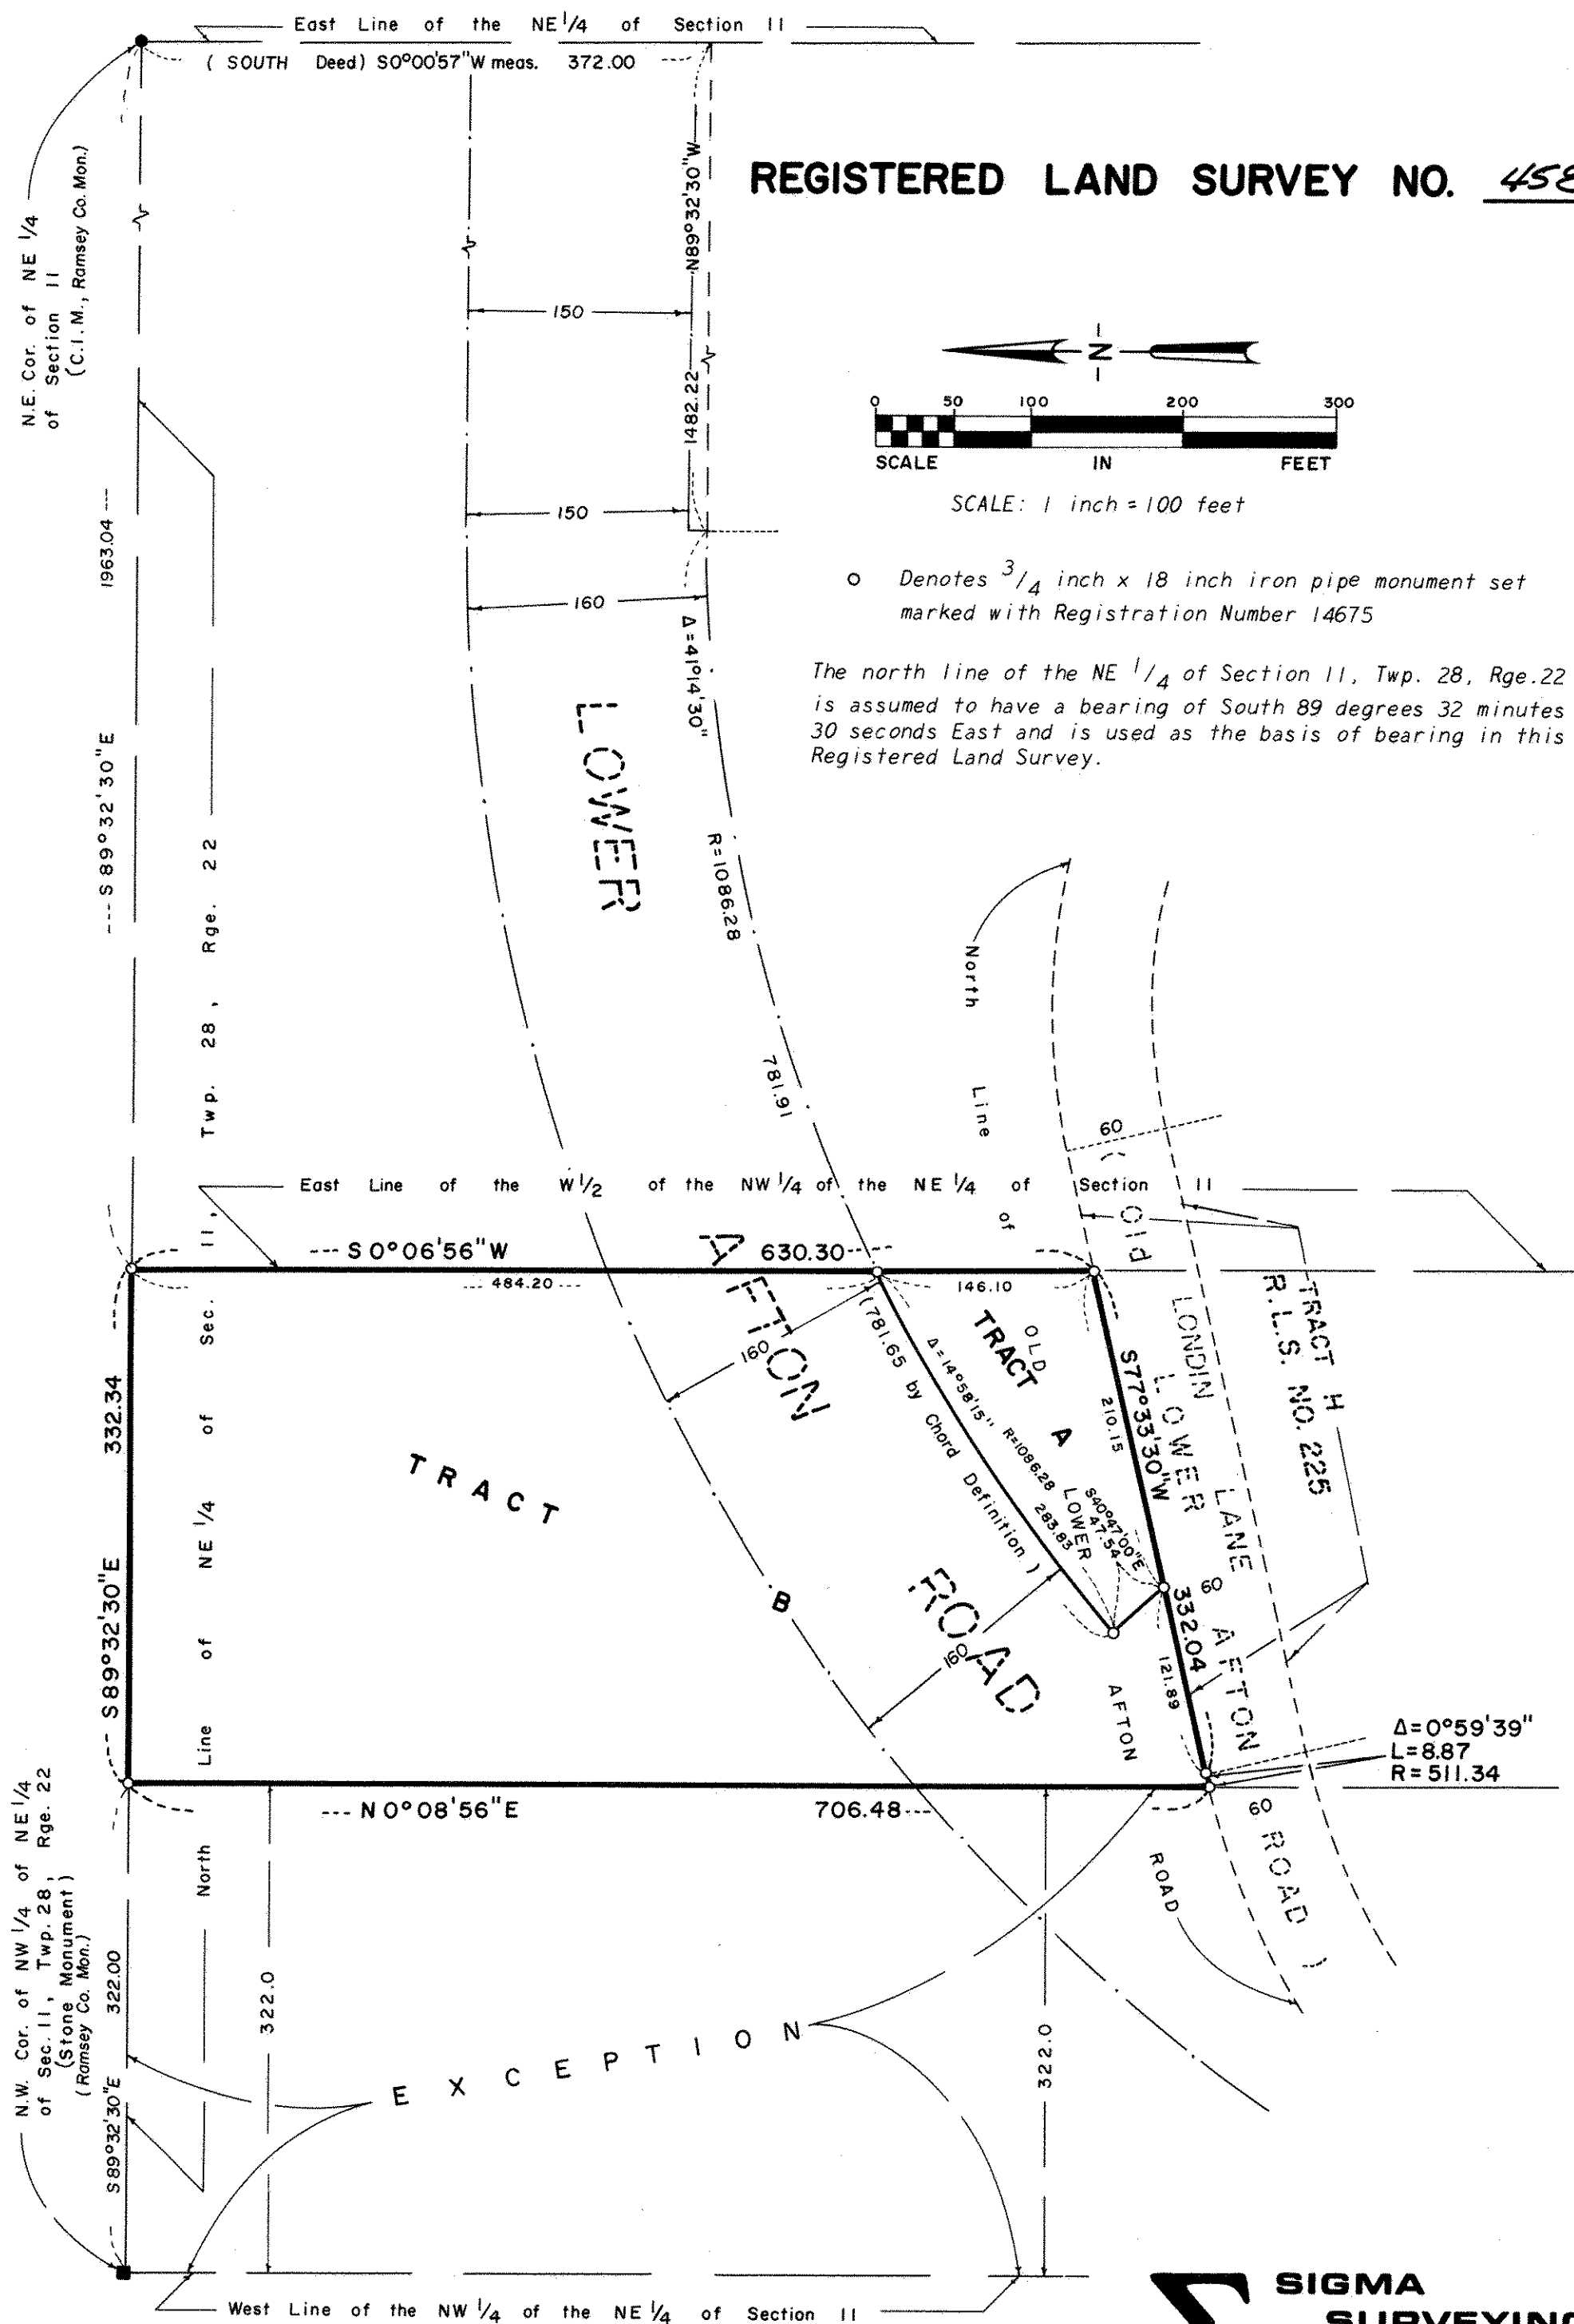 East Line of the NE 1/4 of Section 11
( SOUTH Deed) S0°00'57"W meas. 372.00
N.E. Cor. of NE 1/4
of Section 11
(C.I.M., Ramsey Co. Mon.)
N89°32'30"W
1482.22
REGISTERED LAND SURVEY NO. 458
150
150
160
-N-
0 50 100 200 300
SCALE IN FEET
SCALE: 1 inch = 100 feet
o Denotes 3/4 inch x 18 inch iron pipe monument set
marked with Registration Number 14675
The north line of the NE 1/4 of Section 11, Twp. 28, Rge.22
is assumed to have a bearing of South 89 degrees 32 minutes
30 seconds East and is used as the basis of bearing in this
Registered Land Survey.
1963.04
S89°32'30"E
Δ=41°14'30"
R=1086.28
781.91
LOWER
AFTON
ROAD
North Line of Old
60
East Line of the W 1/2 of the NW 1/4 of the NE 1/4 of Section 11
S0°06'56"W 630.30
484.20
146.10
TRACT H
R.L.S. NO. 225
332.34
S89°32'30"E
North Line of NE 1/4 of Sec. 11, Twp. 28, Rge. 22
TRACT
B
160
160
(781.65 by Chord Definition)
Δ=14°58'15" R=1086.28 283.83
OLD
TRACT A
S77°33'30"W
332.04
210.15
121.89
S40°47'00"E
47.54
LOWER
AFTON
ROAD
LONDIN LANE
( LOWER AFTON ROAD )
60
60
Δ=0°59'39"
L=8.87
R=511.34
N0°08'56"E 706.48
N.W. Cor. of NW 1/4 of NE 1/4
of Sec. 11, Twp. 28, Rge. 22
(Stone Monument)
(Ramsey Co. Mon.)
S89°32'30"E 322.00
322.0
322.0
EXCEPTION
West Line of the NW 1/4 of the NE 1/4 of Section 11
SIGMA
SURVEYING